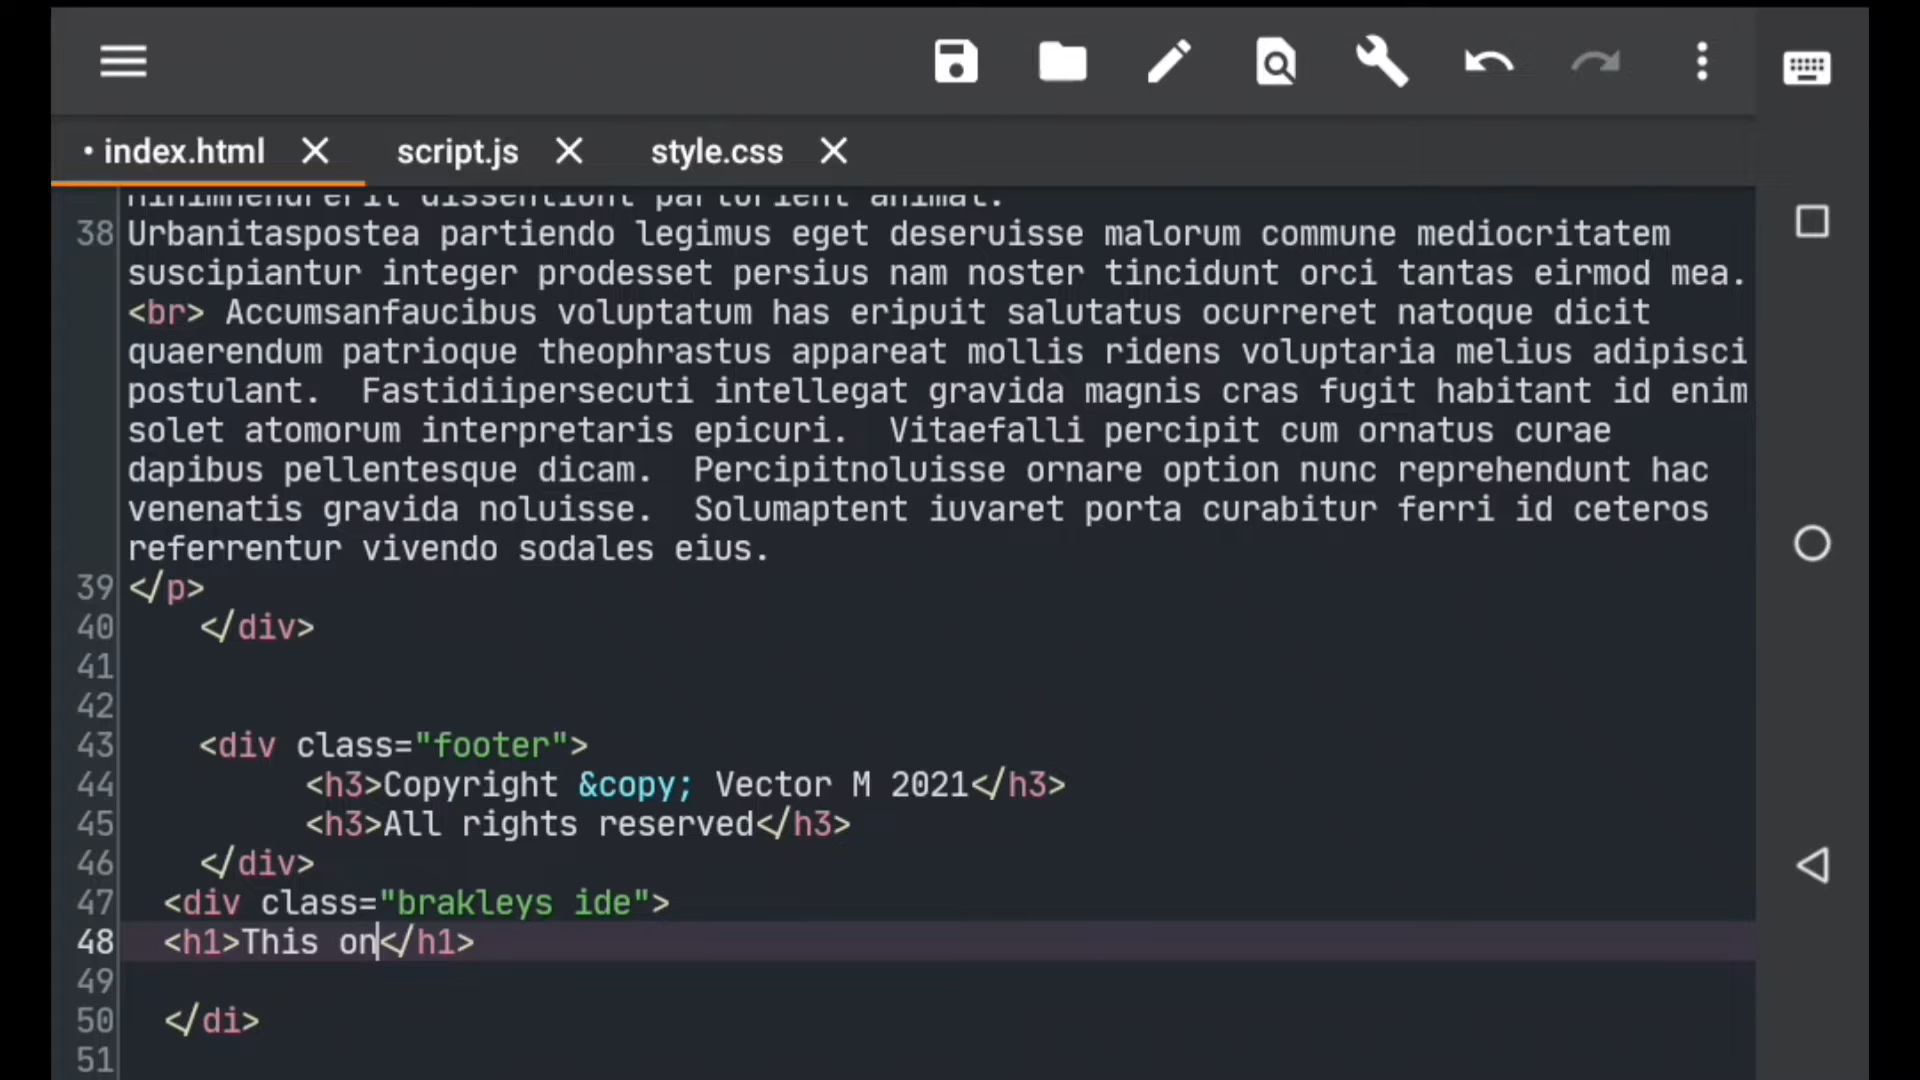 • index.html
script.js
style.css
dissentiunt parturient animal.
38 Urbanitaspostea partiendo legimus eget deseruisse malorum commune mediocritatem
suscipiantur integer prodesset persius nam noster tincidunt orci tantas eirmod mea.
<br> Accumsanfaucibus voluptatum has eripuit salutatus ocurreret natoque dicit
quaerendum patrioque theophrastus appareat mollis ridens voluptaria melius adipisci
postulant.  Fastidiipersecuti intellegat gravida magnis cras fugit habitant id enim
solet atomorum interpretaris epicuri.  Vitaefalli percipit cum ornatus curae
dapibus pellentesque dicam.  Percipitnoluisse ornare option nunc reprehendunt hac
venenatis gravida noluisse.  Solumaptent iuvaret porta curabitur ferri id ceteros
referrentur vivendo sodales eius.
39 </p>
40 </div>
41
42
43 <div class="footer">
44 <h3>Copyright &copy; Vector M 2021</h3>
45 <h3>All rights reserved</h3>
46 </div>
47 <div class="brakleys ide">
48 <h1>This on</h1>
49
50 </di>
51